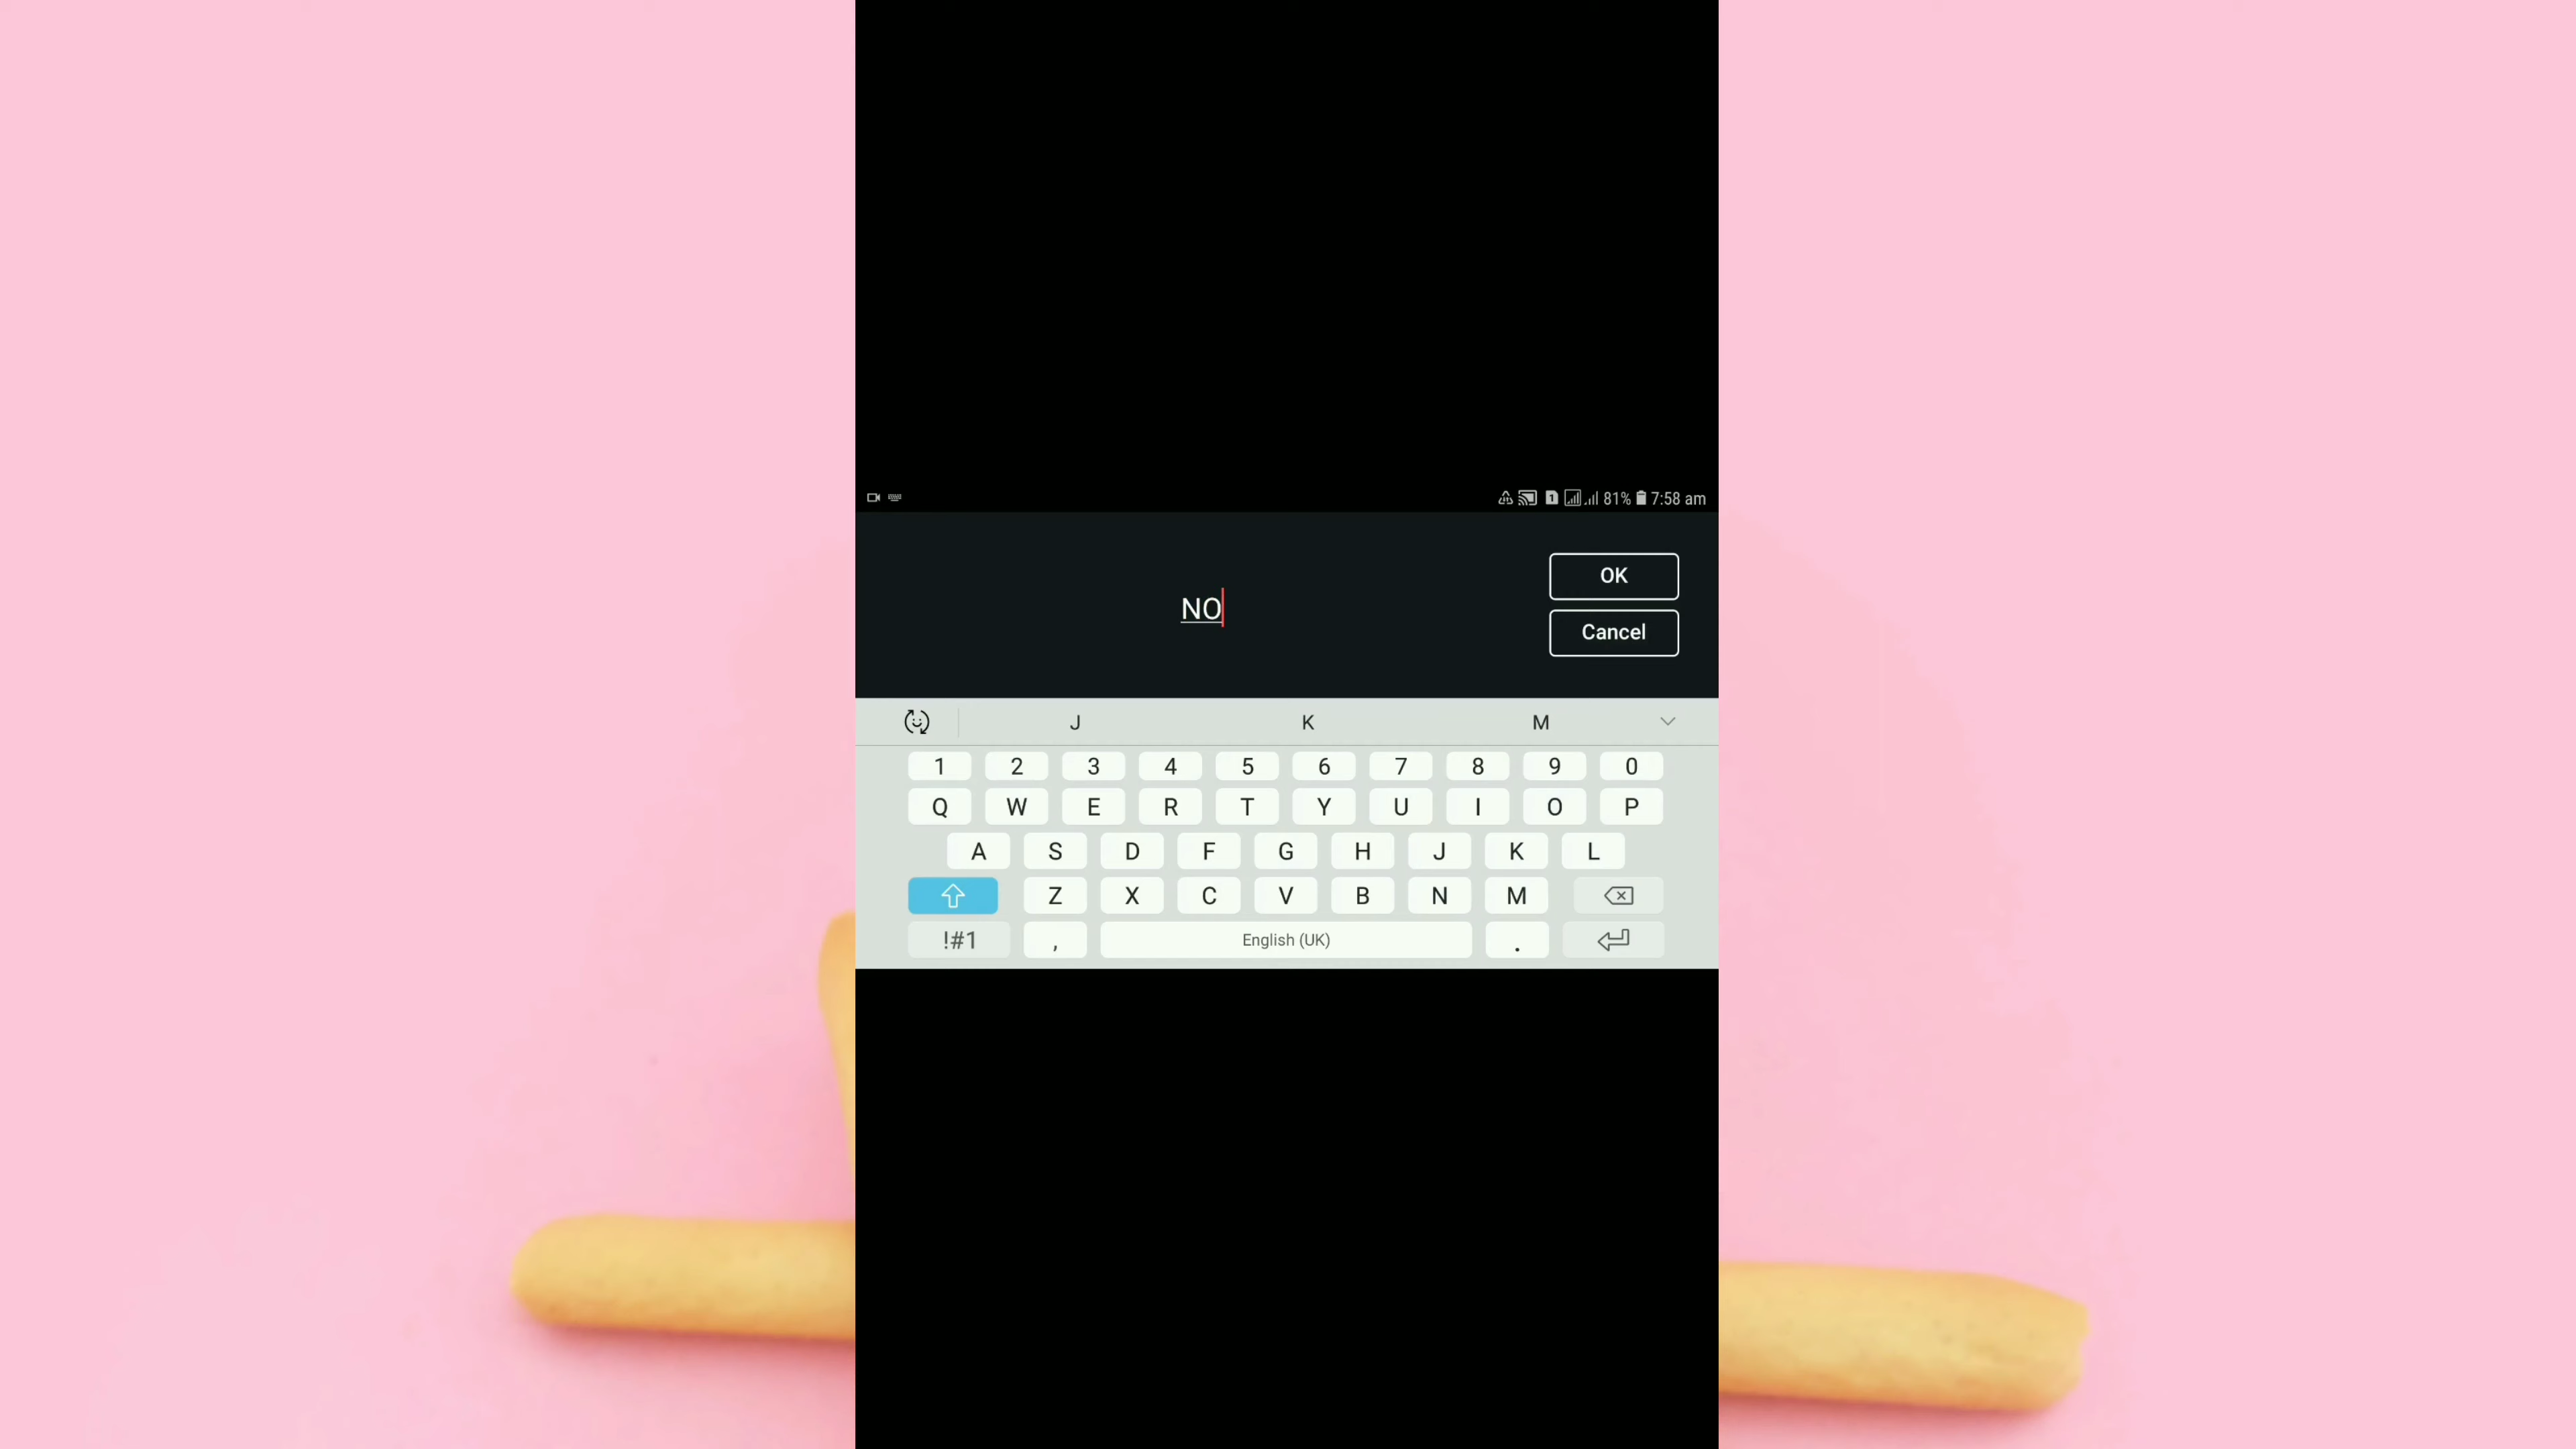 81% 7:58 am
OK
NO
Cancel
J K M
1 2 3 4 5 6 7 8 9 0
Q W E R T Y U I O P
A S D F G H J K L
Z X C V B N M
!#1 , English (UK) .